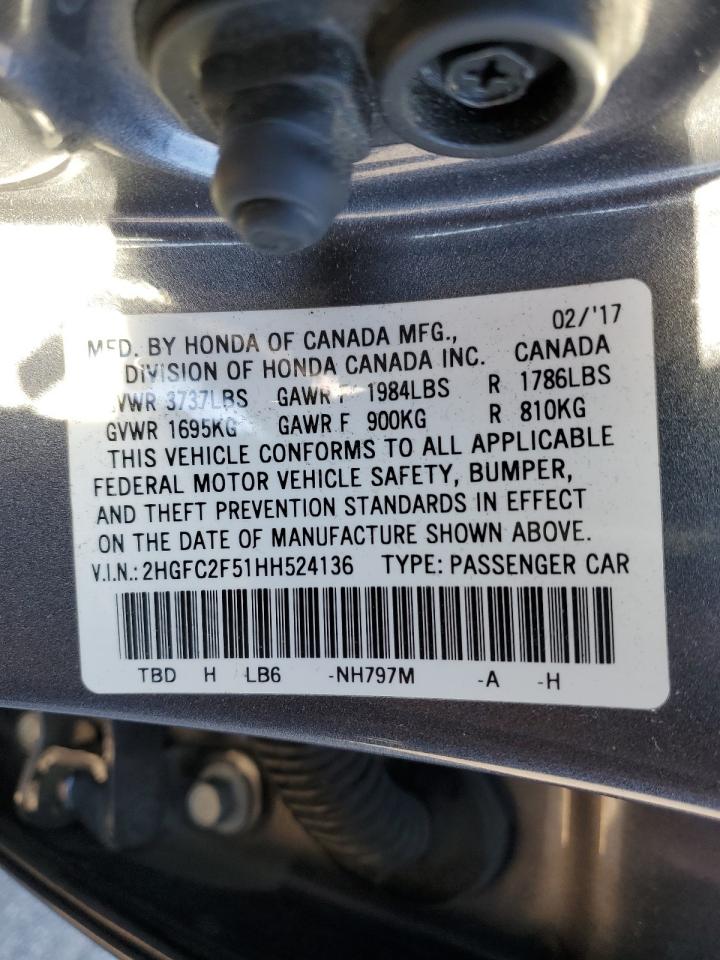 MFD. BY HONDA OF CANADA MFG., 02/'17
DIVISION OF HONDA CANADA INC. CANADA
GVWR 3737LBS GAWR F 1984LBS R 1786LBS
GVWR 1695KG GAWR F 900KG R 810KG
THIS VEHICLE CONFORMS TO ALL APPLICABLE
FEDERAL MOTOR VEHICLE SAFETY, BUMPER,
AND THEFT PREVENTION STANDARDS IN EFFECT
ON THE DATE OF MANUFACTURE SHOWN ABOVE.
V.I.N.: 2HGFC2F51HH524136 TYPE: PASSENGER CAR
TBD H LB6 -NH797M -A -H